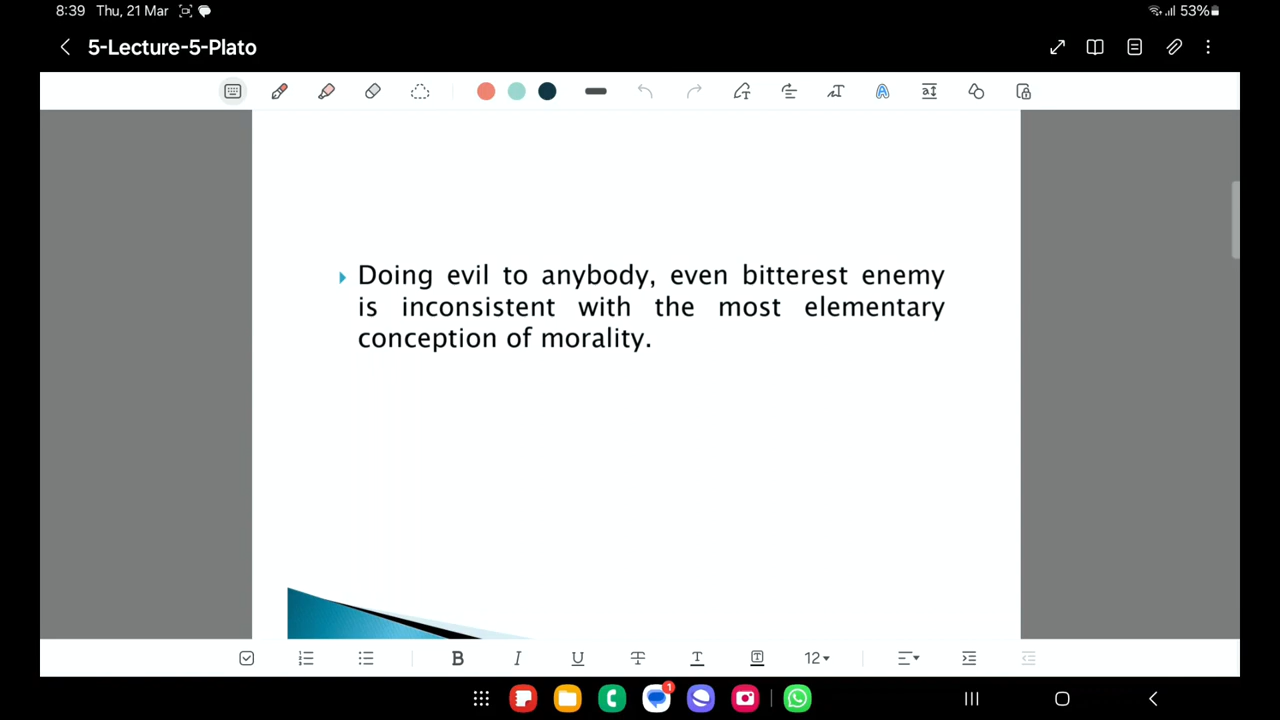 8:39 Thu, 21 Mar 53%
5-Lecture-5-Plato
Doing evil to anybody, even bitterest enemy
is inconsistent with the most elementary
conception of morality.
B I U T T T 12
1